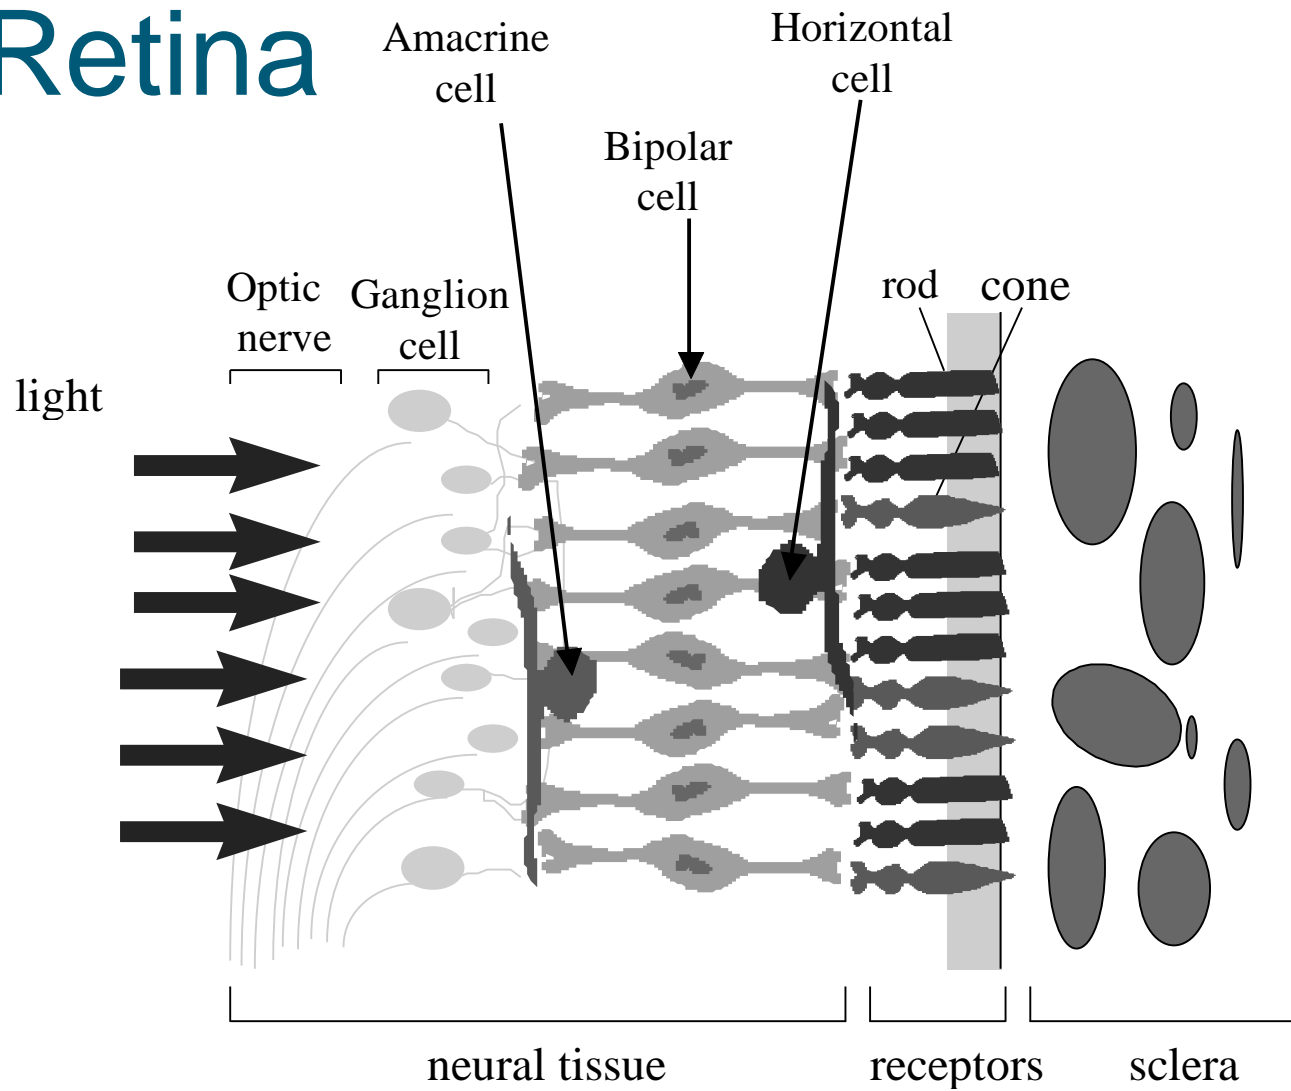 Retina
Amacrine
cell
Horizontal
cell
Bipolar
cell
Optic
nerve
Ganglion
cell
rod
cone
light
neural tissue
receptors
sclera